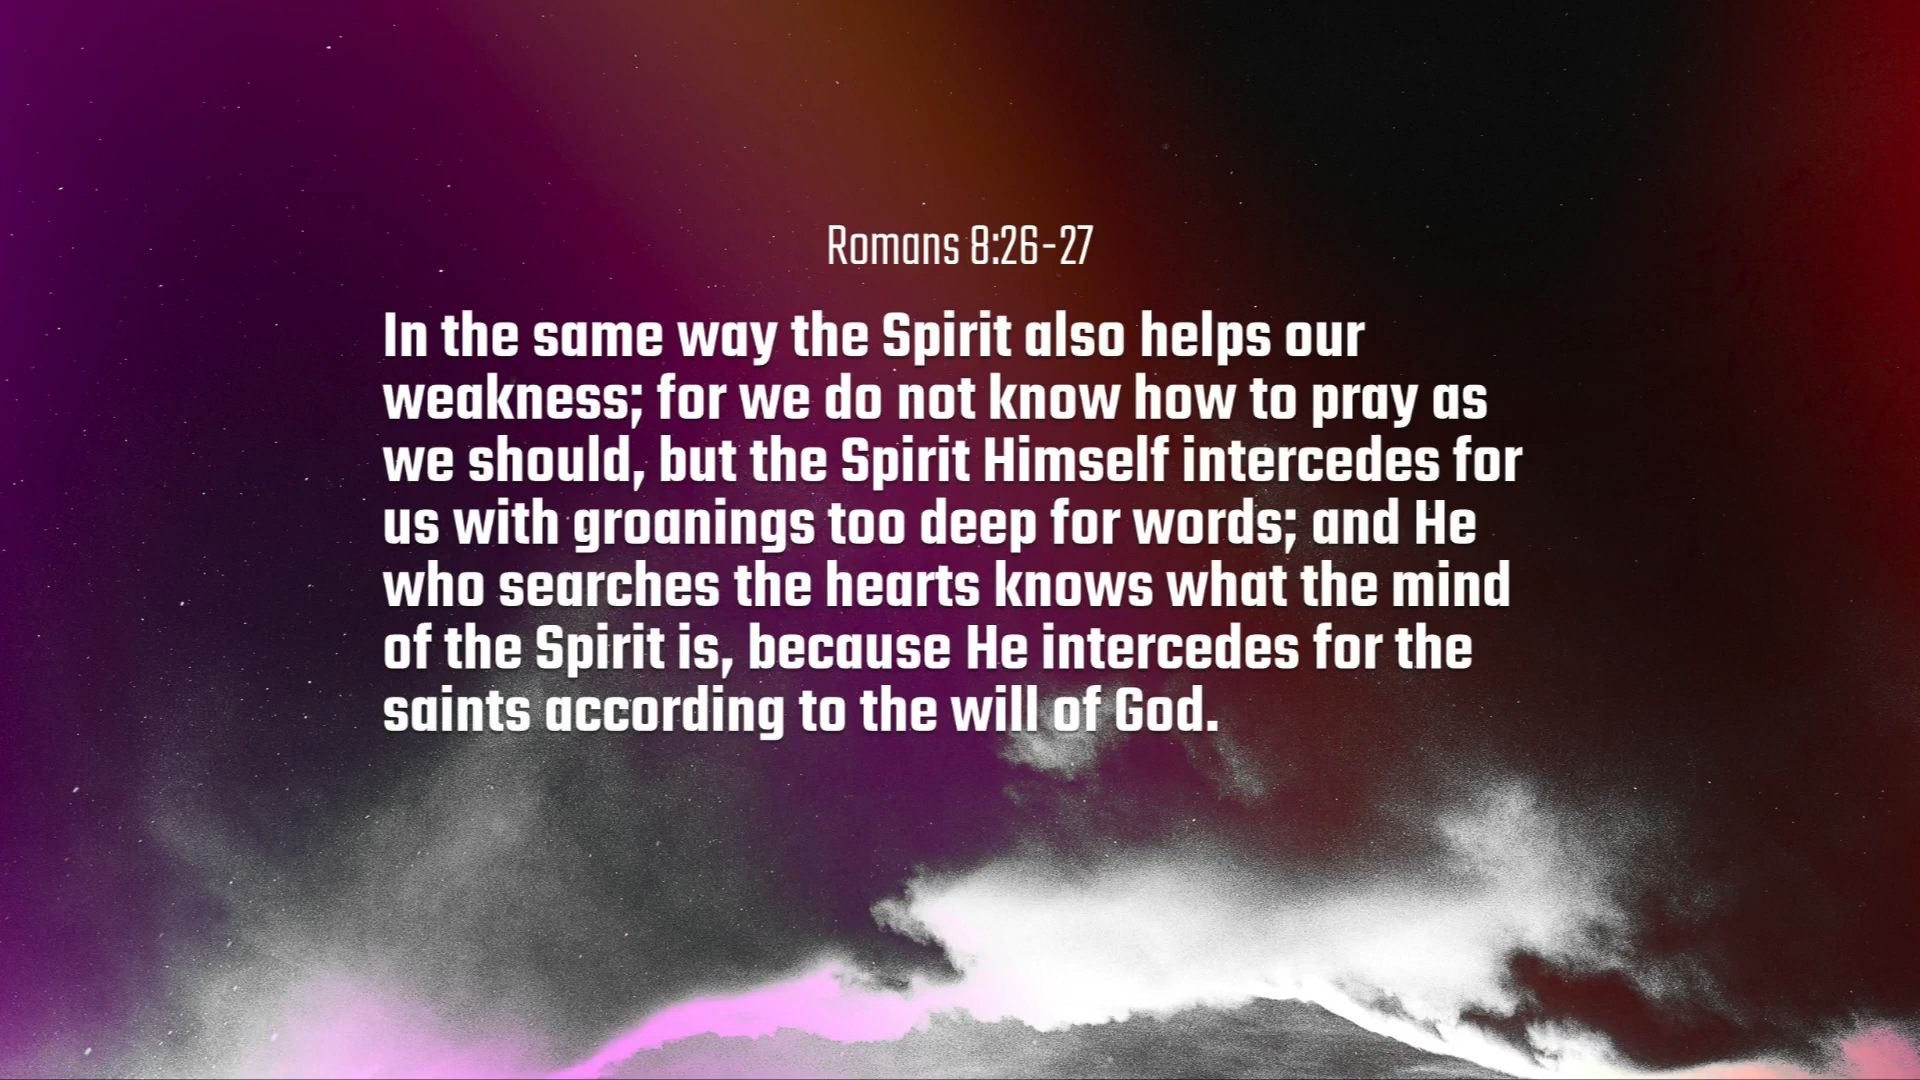 Romans 8:26-27
In the same way the Spirit also helps our
weakness; for we do not know how to pray as
we should, but the Spirit Himself intercedes for
us with groanings too deep for words; and He
who searches the hearts knows what the mind
of the Spirit is, because He intercedes for the
saints according to the will of God.